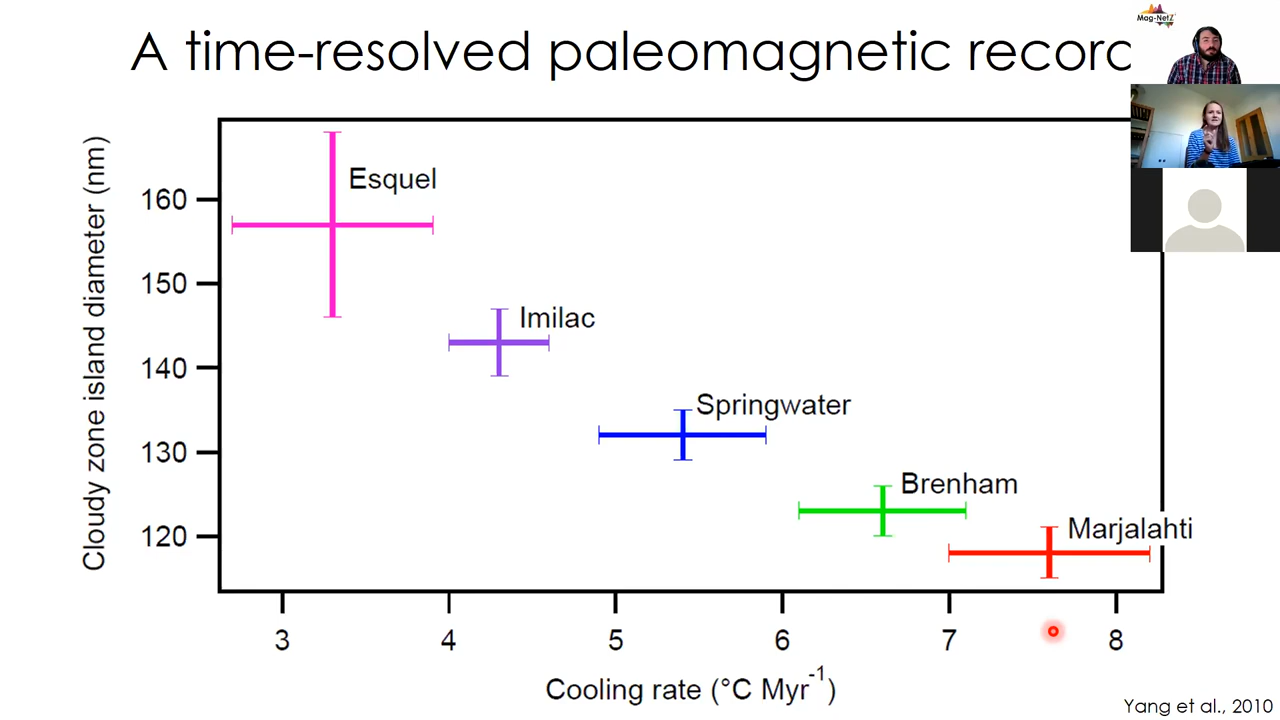 A time-resolved paleomagnetic record
Mag-NetZ
Cloudy zone island diameter (nm)
160
150
140
130
120
Esquel
Imilac
Springwater
Brenham
Marjalahti
3 4 5 6 7 8
Cooling rate (°C Myr⁻¹)
Yang et al., 2010